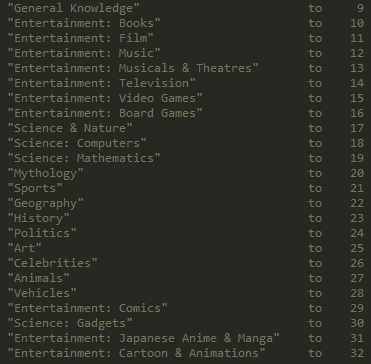 "General Knowledge" to 9
"Entertainment: Books" to 10
"Entertainment: Film" to 11
"Entertainment: Music" to 12
"Entertainment: Musicals & Theatres" to 13
"Entertainment: Television" to 14
"Entertainment: Video Games" to 15
"Entertainment: Board Games" to 16
"Science & Nature" to 17
"Science: Computers" to 18
"Science: Mathematics" to 19
"Mythology" to 20
"Sports" to 21
"Geography" to 22
"History" to 23
"Politics" to 24
"Art" to 25
"Celebrities" to 26
"Animals" to 27
"Vehicles" to 28
"Entertainment: Comics" to 29
"Science: Gadgets" to 30
"Entertainment: Japanese Anime & Manga" to 31
"Entertainment: Cartoon & Animations" to 32